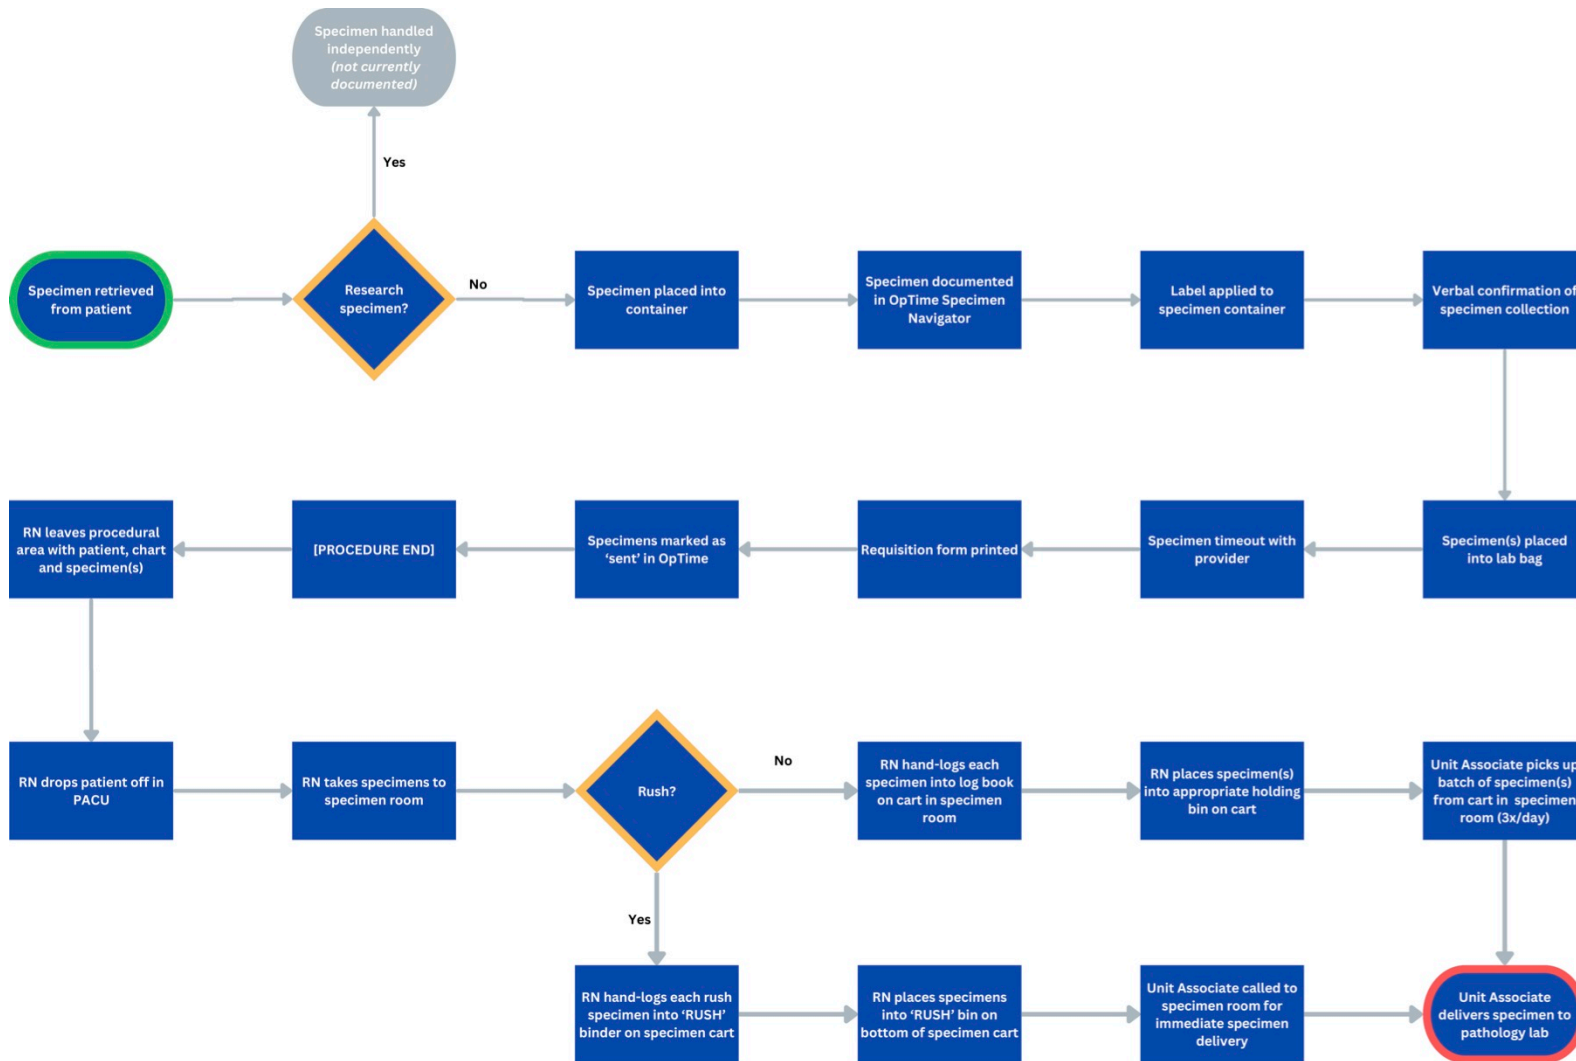 Specimen handled
independently
(not currently
documented)
Yes
Specimen retrieved
from patient
Research
specimen?
No
Specimen placed into
container
Specimen documented
in OpTime Specimen
Navigator
Label applied to
specimen container
Verbal confirmation of
specimen collection
RN leaves procedural
area with patient, chart
and specimen(s)
[PROCEDURE END]
Specimens marked as
‘sent’ in OpTime
Requisition form printed
Specimen timeout with
provider
Specimen(s) placed
into lab bag
RN drops patient off in
PACU
RN takes specimens to
specimen room
Rush?
No
RN hand-logs each
specimen into log book
on cart in specimen
room
RN places specimen(s)
into appropriate holding
bin on cart
Unit Associate picks up
batch of specimen(s)
from cart in specimen
room (3x/day)
Yes
RN hand-logs each rush
specimen into ‘RUSH’
binder on specimen cart
RN places specimens
into ‘RUSH’ bin on
bottom of specimen cart
Unit Associate called to
specimen room for
immediate specimen
delivery
Unit Associate
delivers specimen to
pathology lab